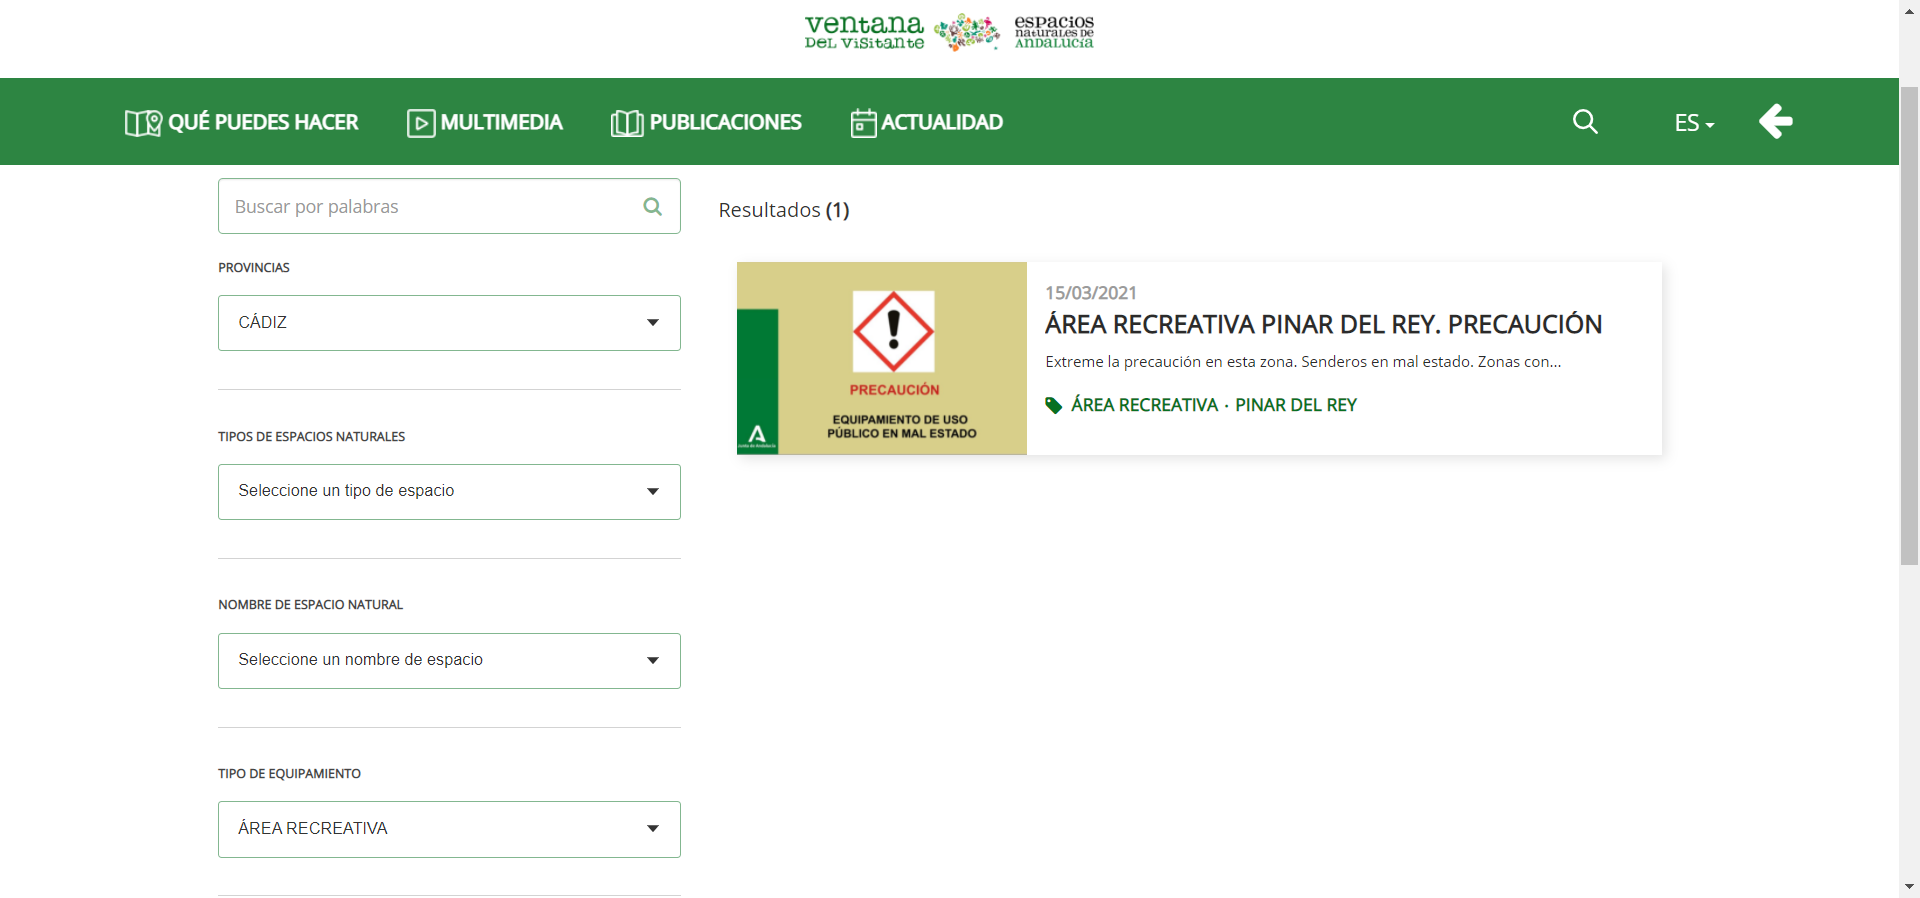 ventana
DEL VISITANTE
espacios
naturales DE
ANDALUCÍA
QUÉ PUEDES HACER
MULTIMEDIA
PUBLICACIONES
ACTUALIDAD
ES
Buscar por palabras
PROVINCIAS
CÁDIZ
TIPOS DE ESPACIOS NATURALES
Seleccione un tipo de espacio
NOMBRE DE ESPACIO NATURAL
Seleccione un nombre de espacio
TIPO DE EQUIPAMIENTO
ÁREA RECREATIVA
Resultados (1)
PRECAUCIÓN
EQUIPAMIENTO DE USO
PÚBLICO EN MAL ESTADO
Junta de Andalucía
15/03/2021
ÁREA RECREATIVA PINAR DEL REY. PRECAUCIÓN
Extreme la precaución en esta zona. Senderos en mal estado. Zonas con...
ÁREA RECREATIVA · PINAR DEL REY